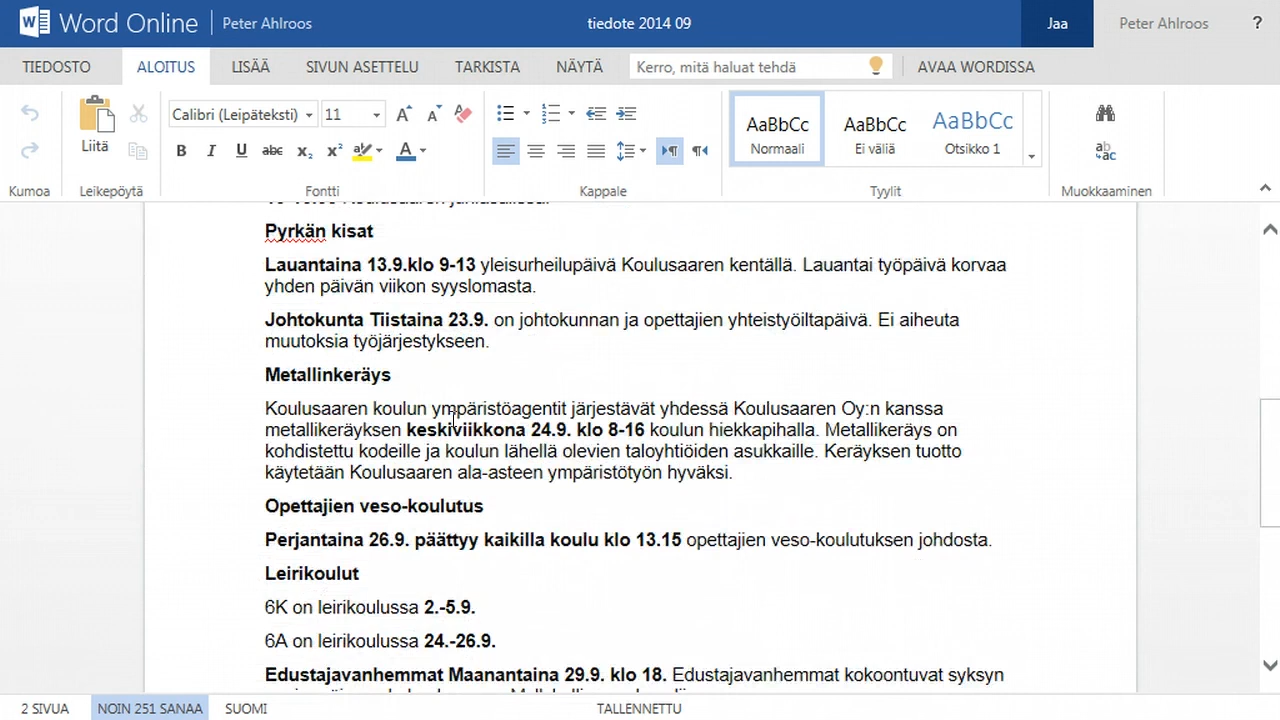 Word Online Peter Ahlroos tiedote 2014 09 Jaa Peter Ahlroos ?
TIEDOSTO ALOITUS LISÄÄ SIVUN ASETTELU TARKISTA NÄYTÄ Kerro, mitä haluat tehdä AVAA WORDISSA
Liitä Calibri (Leipäteksti) 11 AaBbCc AaBbCc AaBbCc
B I U abc x₂ x² A Normaali Ei väliä Otsikko 1 ab ac
Kumoa Leikepöytä Fontti Kappale Tyylit Muokkaaminen
Pyrkän kisat
Lauantaina 13.9.klo 9-13 yleisurheilupäivä Koulusaaren kentällä. Lauantai työpäivä korvaa
yhden päivän viikon syyslomasta.
Johtokunta Tiistaina 23.9. on johtokunnan ja opettajien yhteistyöiltapäivä. Ei aiheuta
muutoksia työjärjestykseen.
Metallinkeräys
Koulusaaren koulun ympäristöagentit järjestävät yhdessä Koulusaaren Oy:n kanssa
metallikeräyksen keskiviikkona 24.9. klo 8-16 koulun hiekkapihalla. Metallikeräys on
kohdistettu kodeille ja koulun lähellä olevien taloyhtiöiden asukkaille. Keräyksen tuotto
käytetään Koulusaaren ala-asteen ympäristötyön hyväksi.
Opettajien veso-koulutus
Perjantaina 26.9. päättyy kaikilla koulu klo 13.15 opettajien veso-koulutuksen johdosta.
Leirikoulut
6K on leirikoulussa 2.-5.9.
6A on leirikoulussa 24.-26.9.
Edustajavanhemmat Maanantaina 29.9. klo 18. Edustajavanhemmat kokoontuvat syksyn
2 SIVUA NOIN 251 SANAA SUOMI TALLENNETTU